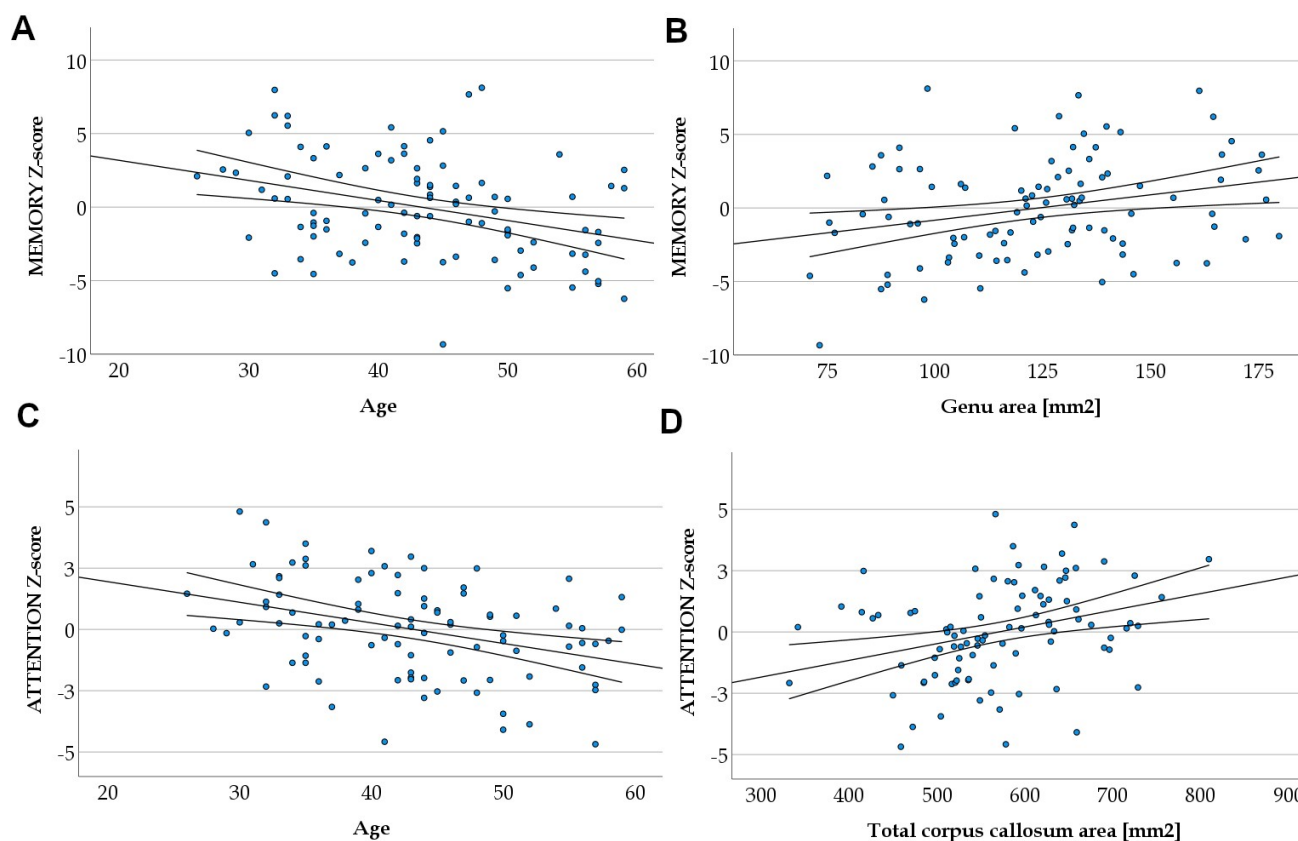 A
B
10
5
0
-5
-10
MEMORY Z-score
20 30 40 50 60
Age
10
5
0
-5
-10
MEMORY Z-score
75 100 125 150 175
Genu area [mm2]
C
D
5
3
0
-3
-5
ATTENTION Z-score
20 30 40 50 60
Age
5
3
0
-3
-5
ATTENTION Z-score
300 400 500 600 700 800 900
Total corpus callosum area [mm2]